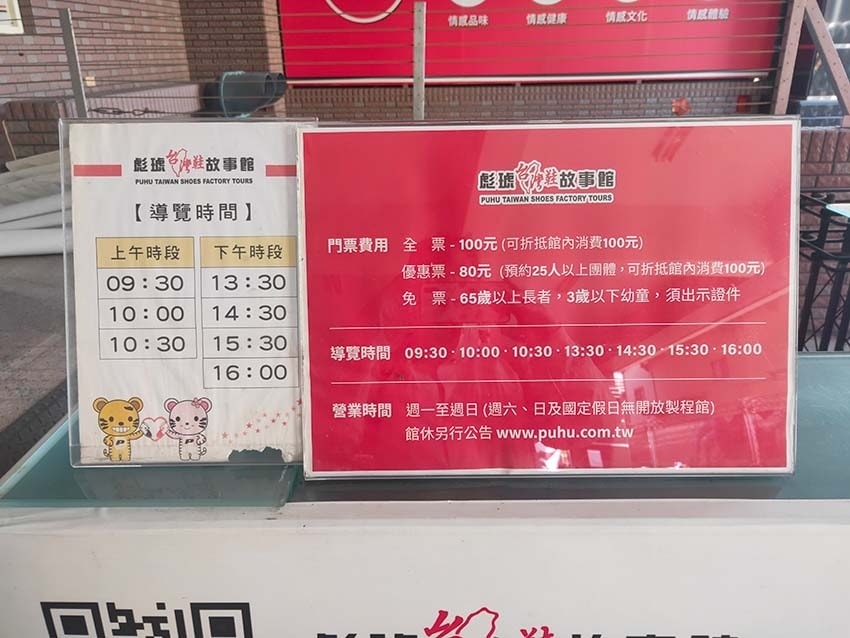 情感品味 情感健康 情感文化 情感體驗
彪琥台灣鞋故事館
PUHU TAIWAN SHOES FACTORY TOURS
【導覽時間】
上午時段 下午時段
09：30 13：30
10：00 14：30
10：30 15：30
16：00
P P
彪琥台灣鞋故事館
PUHU TAIWAN SHOES FACTORY TOURS
門票費用 全 票 - 100元 (可折抵館內消費100元)
優惠票 - 80元 (預約25人以上團體，可折抵館內消費100元)
免 票 - 65歲以上長者，3歲以下幼童，須出示證件
導覽時間 09:30 · 10:00 · 10:30 · 13:30 · 14:30 · 15:30 · 16:00
營業時間 週一至週日 (週六、日及國定假日無開放製程館)
館休另行公告 www.puhu.com.tw
彪琥台灣鞋故事館